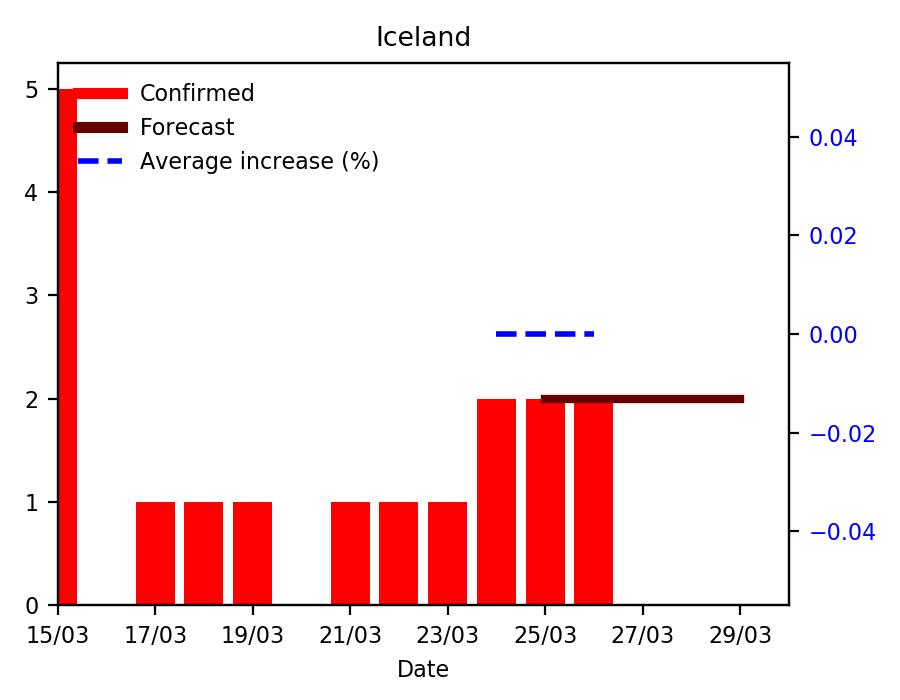 Iceland
Confirmed
Forecast
Average increase (%)
5
4
3
2
1
0
0.04
0.02
0.00
−0.02
−0.04
15/03 17/03 19/03 21/03 23/03 25/03 27/03 29/03
Date